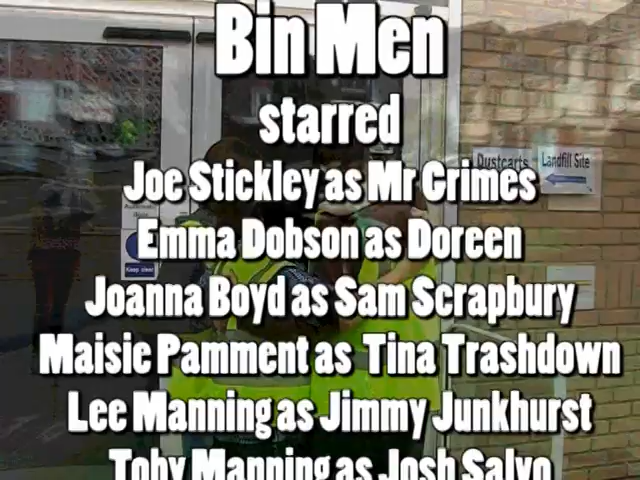 Bin Men
starred
Joe Stickley as Mr Grimes
Emma Dobson as Doreen
Joanna Boyd as Sam Scrapbury
Maisie Pamment as Tina Trashdown
Lee Manning as Jimmy Junkhurst
Toby Manning as Josh Salvo
Dustcarts
Landfill Site
Keep clear